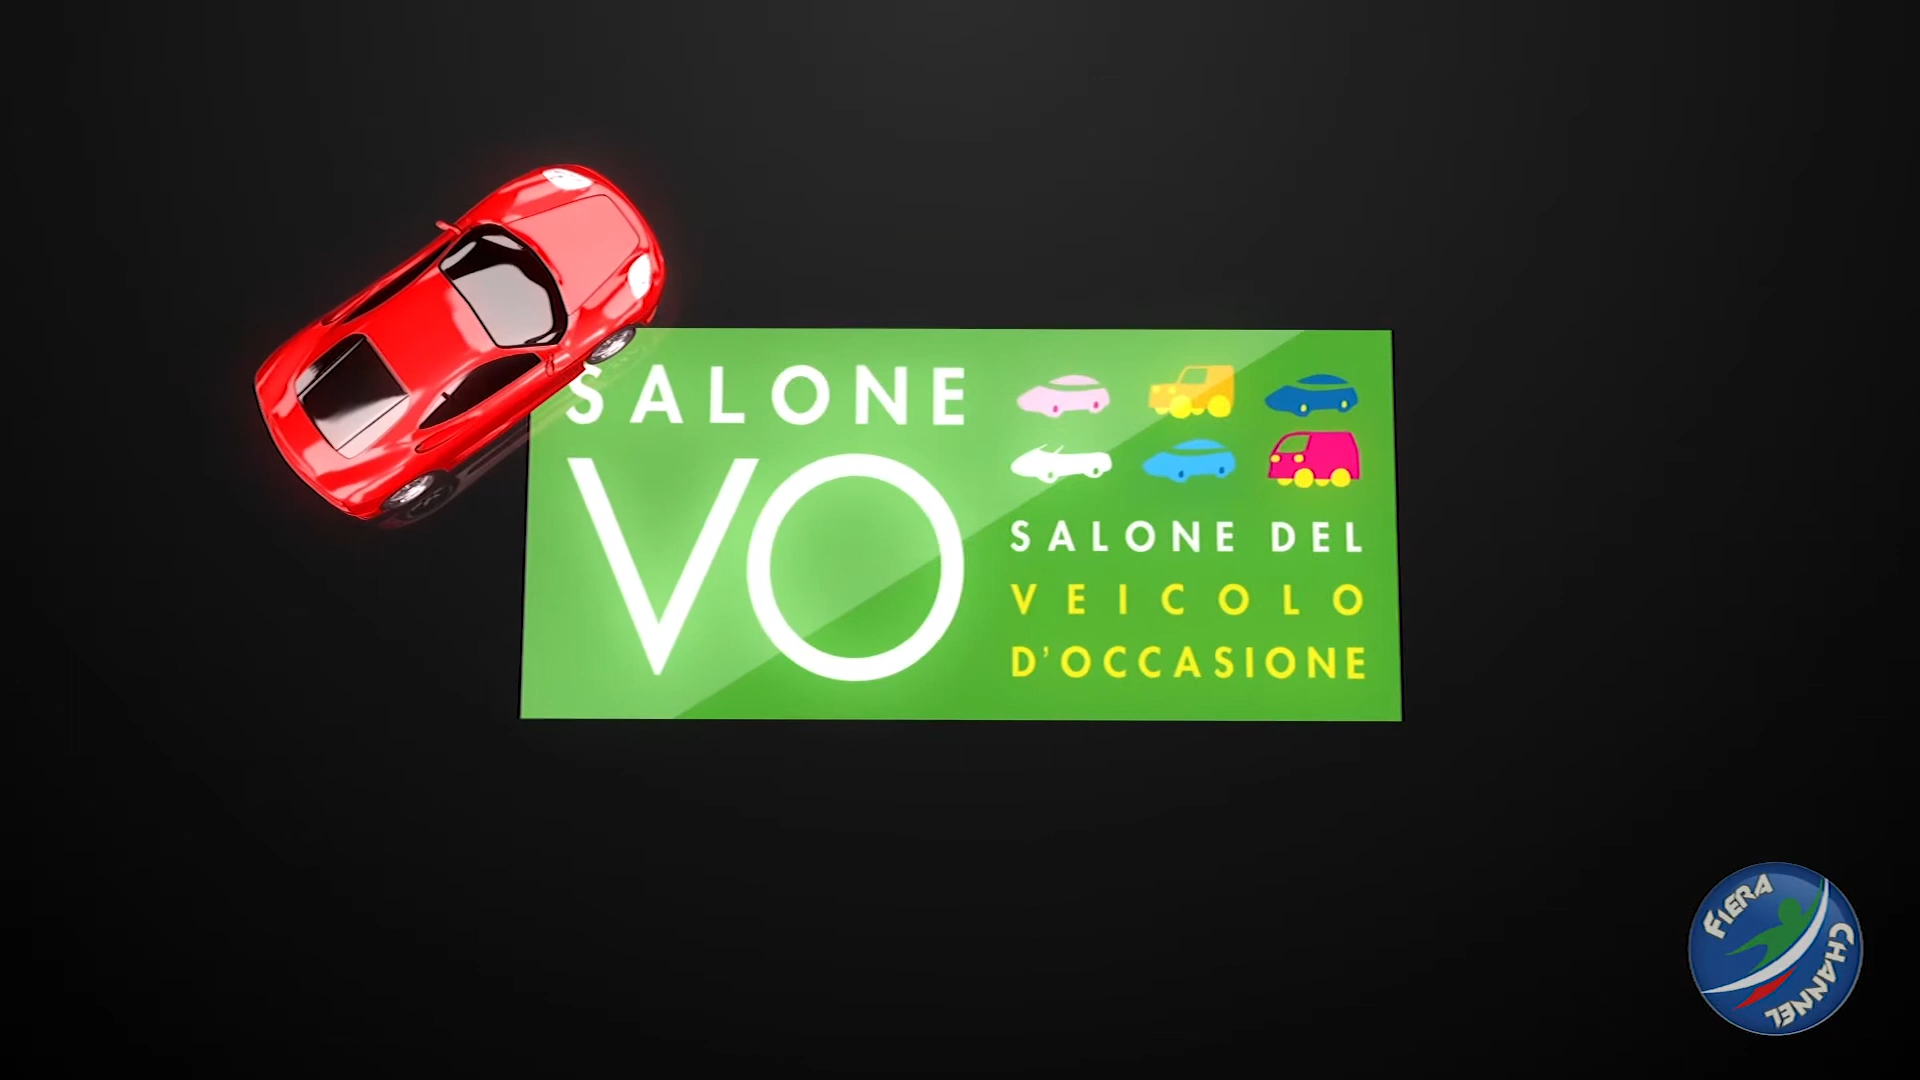 SALONE
VO
SALONE DEL
VEICOLO
D'OCCASIONE
FIERA
CHANNEL